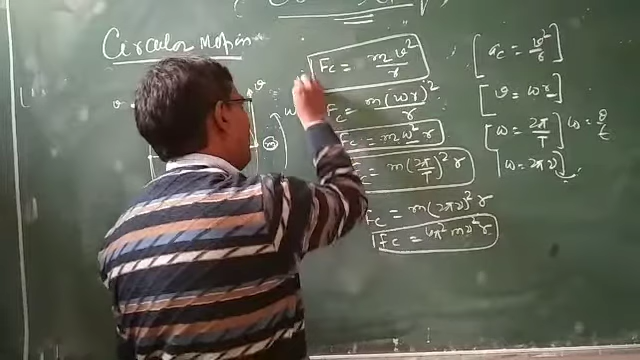 Circular Motion
Fc = mv²/r
[ac = v²/r]
Fc = m(ωr)²/r
[v = ωr]
Fc = mω²r
[ω = 2π/T] ω = θ/t
Fc = m(2π/T)²r
[ω = 2πν]
Fc = m(2πν)²r
Fc = 4π²mν²r
v
v
m
ω